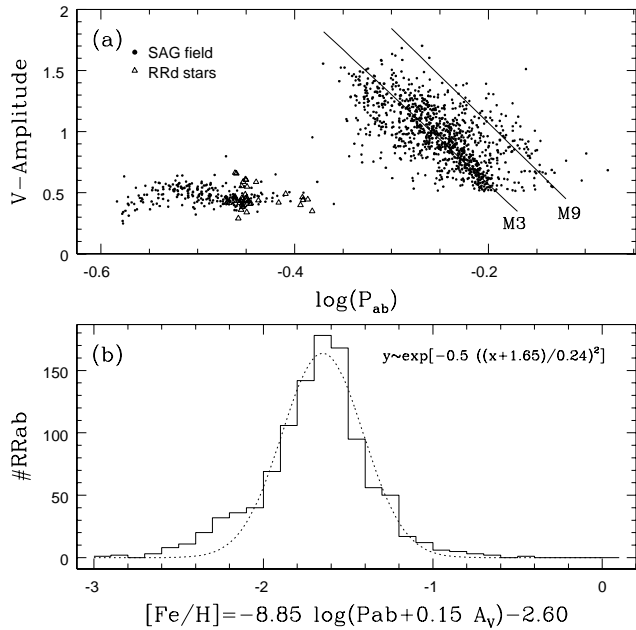 (a)
SAG field
RRd stars
V−Amplitude
2
1.5
1
0.5
0
M3
M9
-0.6
-0.4
-0.2
log(P_ab)
(b)
y~exp[−0.5 ((x+1.65)/0.24)²]
#RRab
150
100
50
0
-3
-2
-1
0
[Fe/H]=−8.85 log(Pab+0.15 A_V)−2.60